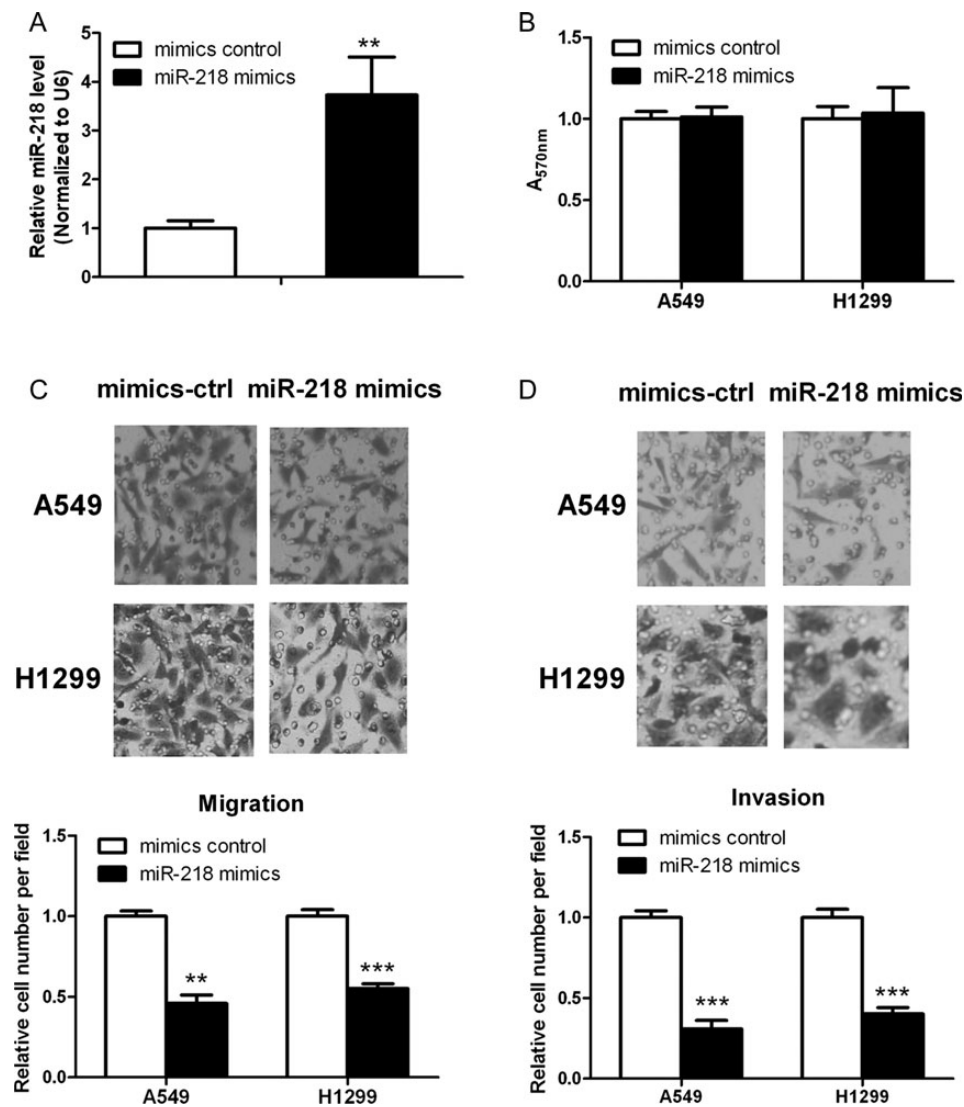 A
Relative miR-218 level
(Normalized to U6)
5
4
3
2
1
0
mimics control
miR-218 mimics
**
B
A570nm
1.5
1.0
0.5
0.0
mimics control
miR-218 mimics
A549
H1299
C
mimics-ctrl miR-218 mimics
A549
H1299
Migration
Relative cell number per field
1.5
1.0
0.5
0.0
mimics control
miR-218 mimics
**
***
A549
H1299
D
mimics-ctrl miR-218 mimics
A549
H1299
Invasion
Relative cell number per field
1.5
1.0
0.5
0.0
mimics control
miR-218 mimics
***
***
A549
H1299